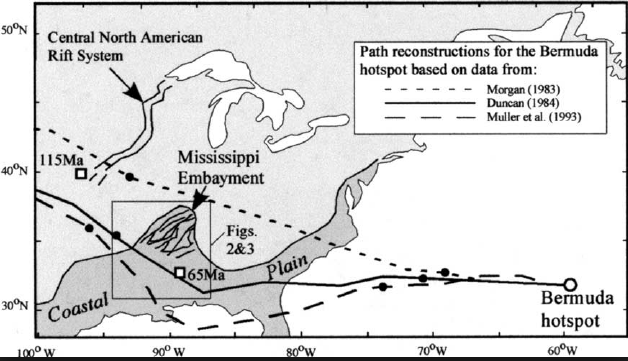 50°N
Central North American
Rift System
Path reconstructions for the Bermuda
hotspot based on data from:
Morgan (1983)
Duncan (1984)
Muller et al. (1993)
115Ma
40°N
Mississippi
Embayment
Figs.
2&3
65Ma
Coastal
Plain
30°N
Bermuda
hotspot
100° W
90° W
80° W
70° W
60° W